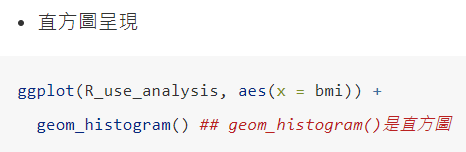 • 直方圖呈現
ggplot(R_use_analysis, aes(x = bmi)) +
  geom_histogram() ## geom_histogram()是直方圖